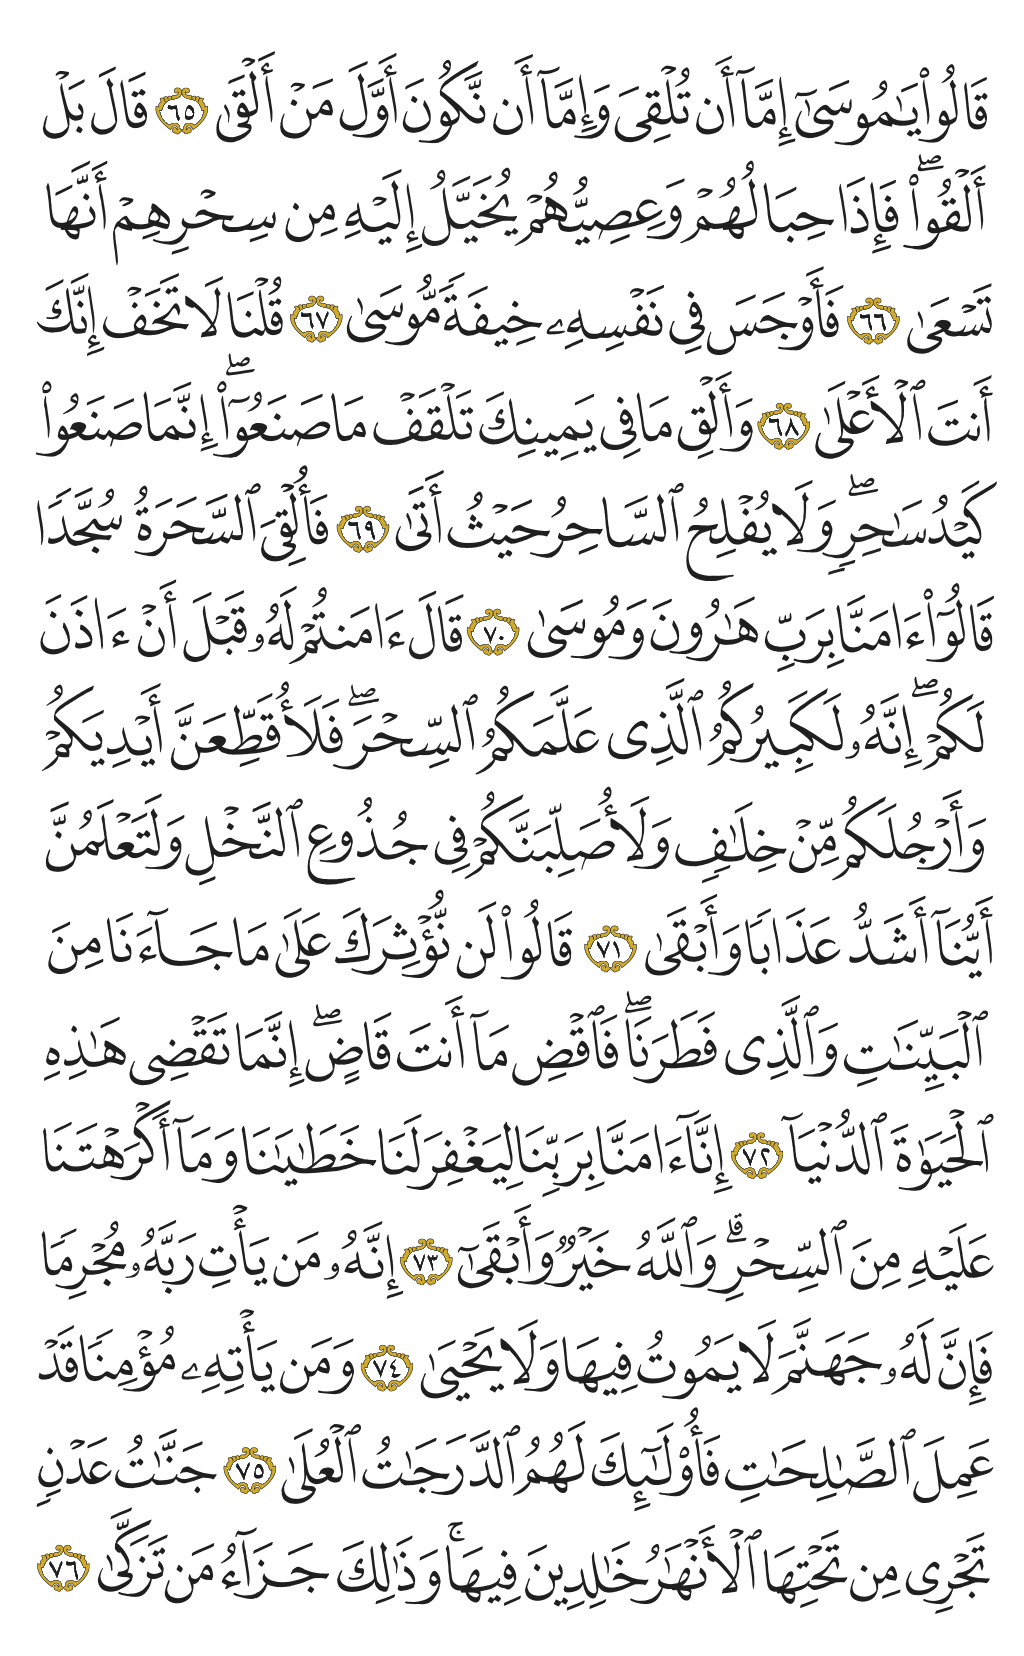 قَالُواْ يَٰمُوسَىٰٓ إِمَّآ أَن تُلۡقِيَ وَإِمَّآ أَن نَّكُونَ أَوَّلَ مَنۡ أَلۡقَىٰ ٦٥ قَالَ بَلۡ
أَلۡقُواْۖ فَإِذَا حِبَالُهُمۡ وَعِصِيُّهُمۡ يُخَيَّلُ إِلَيۡهِ مِن سِحۡرِهِمۡ أَنَّهَا
تَسۡعَىٰ ٦٦ فَأَوۡجَسَ فِي نَفۡسِهِۦ خِيفَةٗ مُّوسَىٰ ٦٧ قُلۡنَا لَا تَخَفۡ إِنَّكَ
أَنتَ ٱلۡأَعۡلَىٰ ٦٨ وَأَلۡقِ مَا فِي يَمِينِكَ تَلۡقَفۡ مَا صَنَعُوٓاْۖ إِنَّمَا صَنَعُواْ
كَيۡدُ سَٰحِرٖۖ وَلَا يُفۡلِحُ ٱلسَّاحِرُ حَيۡثُ أَتَىٰ ٦٩ فَأُلۡقِيَ ٱلسَّحَرَةُ سُجَّدٗا
قَالُوٓاْ ءَامَنَّا بِرَبِّ هَٰرُونَ وَمُوسَىٰ ٧٠ قَالَ ءَامَنتُمۡ لَهُۥ قَبۡلَ أَنۡ ءَاذَنَ
لَكُمۡۖ إِنَّهُۥ لَكَبِيرُكُمُ ٱلَّذِي عَلَّمَكُمُ ٱلسِّحۡرَۖ فَلَأُقَطِّعَنَّ أَيۡدِيَكُمۡ
وَأَرۡجُلَكُم مِّنۡ خِلَٰفٖ وَلَأُصَلِّبَنَّكُمۡ فِي جُذُوعِ ٱلنَّخۡلِ وَلَتَعۡلَمُنَّ
أَيُّنَآ أَشَدُّ عَذَابٗا وَأَبۡقَىٰ ٧١ قَالُواْ لَن نُّؤۡثِرَكَ عَلَىٰ مَا جَآءَنَا مِنَ
ٱلۡبَيِّنَٰتِ وَٱلَّذِي فَطَرَنَاۖ فَٱقۡضِ مَآ أَنتَ قَاضٍۖ إِنَّمَا تَقۡضِي هَٰذِهِ
ٱلۡحَيَوٰةَ ٱلدُّنۡيَآ ٧٢ إِنَّآ ءَامَنَّا بِرَبِّنَا لِيَغۡفِرَ لَنَا خَطَٰيَٰنَا وَمَآ أَكۡرَهۡتَنَا
عَلَيۡهِ مِنَ ٱلسِّحۡرِۗ وَٱللَّهُ خَيۡرٞ وَأَبۡقَىٰٓ ٧٣ إِنَّهُۥ مَن يَأۡتِ رَبَّهُۥ مُجۡرِمٗا
فَإِنَّ لَهُۥ جَهَنَّمَ لَا يَمُوتُ فِيهَا وَلَا يَحۡيَىٰ ٧٤ وَمَن يَأۡتِهِۦ مُؤۡمِنٗا قَدۡ
عَمِلَ ٱلصَّٰلِحَٰتِ فَأُوْلَٰٓئِكَ لَهُمُ ٱلدَّرَجَٰتُ ٱلۡعُلَىٰ ٧٥ جَنَّٰتُ عَدۡنٖ
تَجۡرِي مِن تَحۡتِهَا ٱلۡأَنۡهَٰرُ خَٰلِدِينَ فِيهَاۚ وَذَٰلِكَ جَزَآءُ مَن تَزَكَّىٰ ٧٦